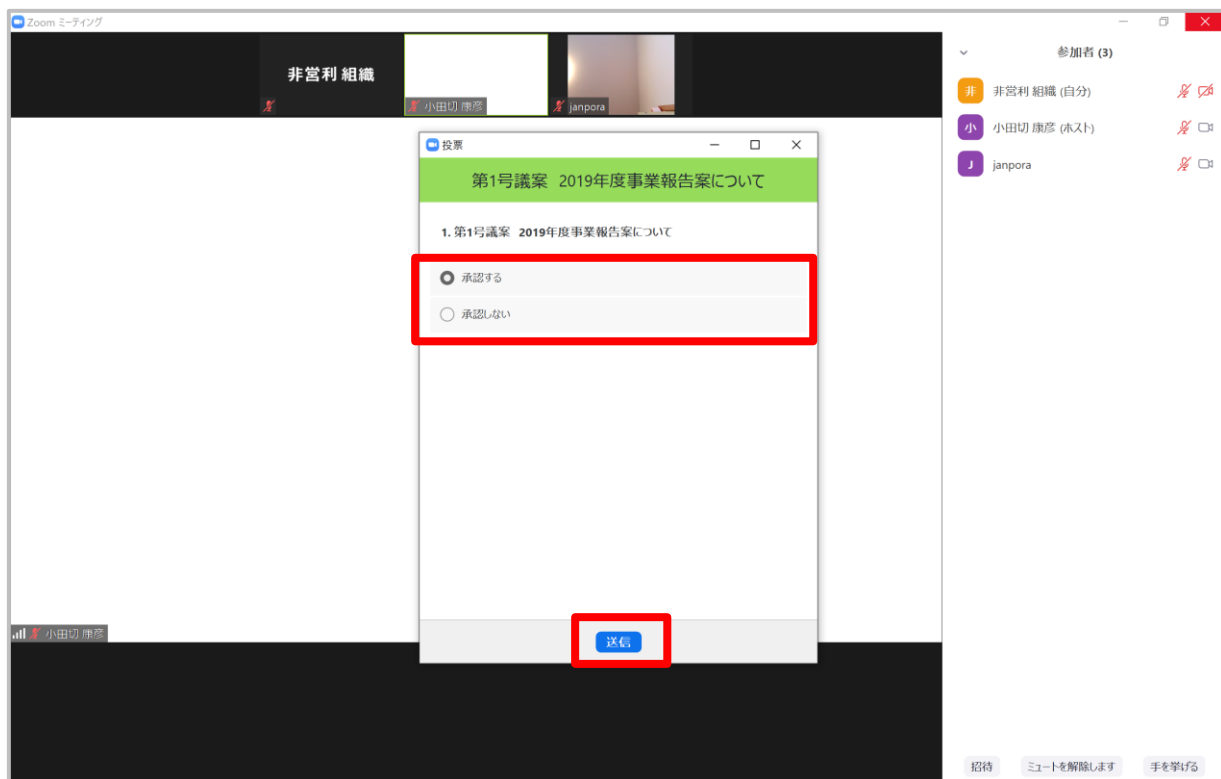 Zoom ミーティング
非営利 組織
小田切 康彦
janpora
参加者 (3)
非 非営利 組織 (自分)
小 小田切 康彦 (ホスト)
J janpora
投票
第1号議案 2019年度事業報告案について
1. 第1号議案 2019年度事業報告案について
承認する
承認しない
送信
小田切 康彦
招待 ミュートを解除します 手を挙げる